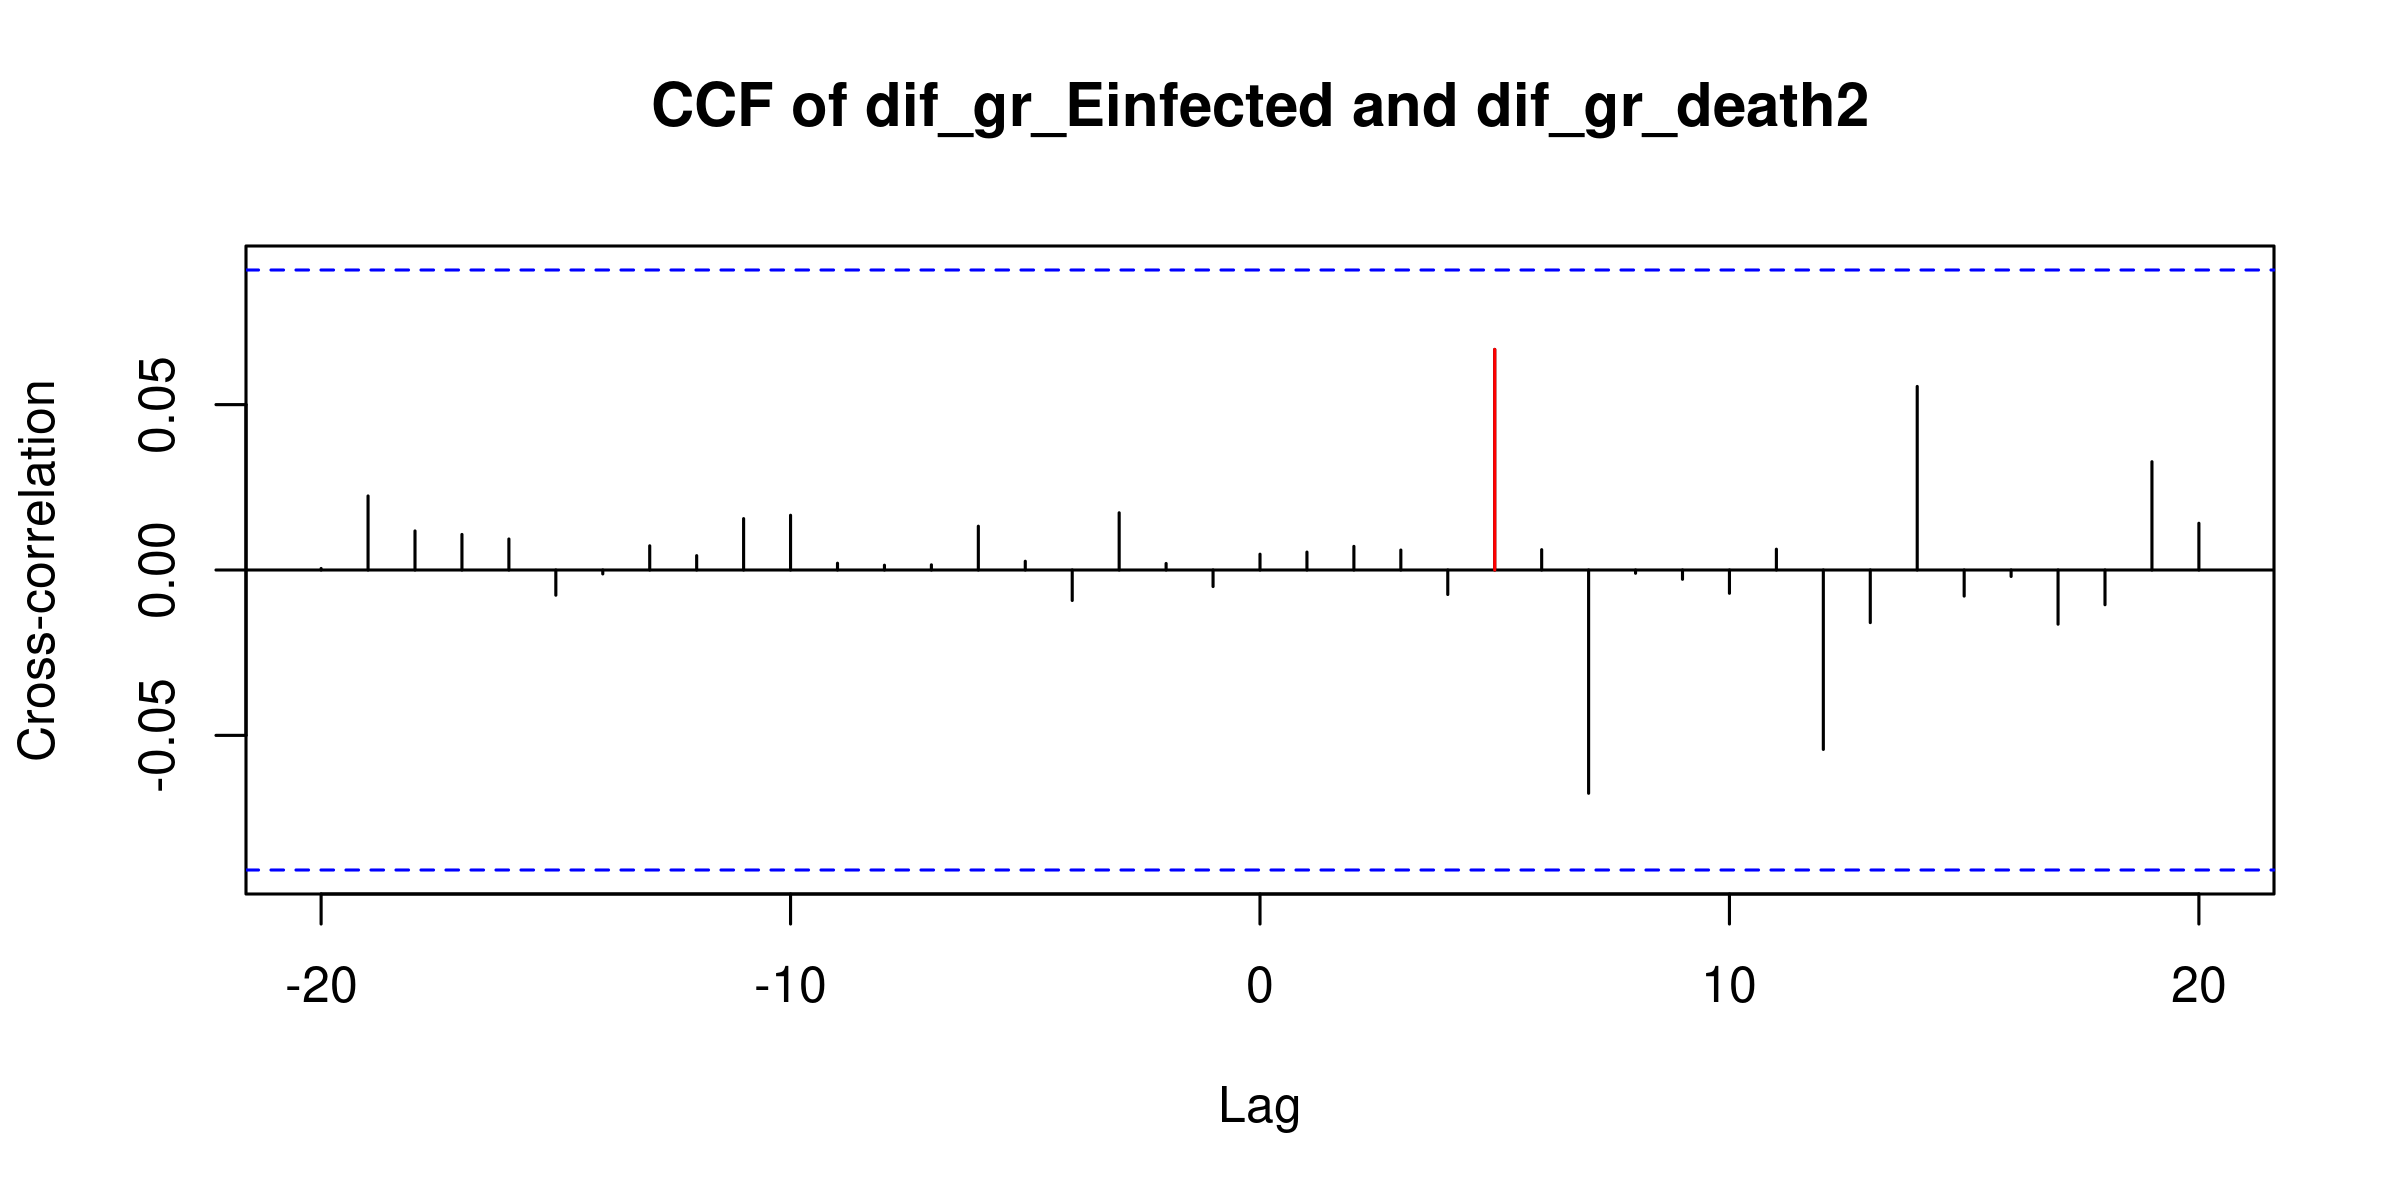 CCF of dif_gr_Einfected and dif_gr_death2
Cross-correlation
0.05
0.00
-0.05
-20 -10 0 10 20
Lag